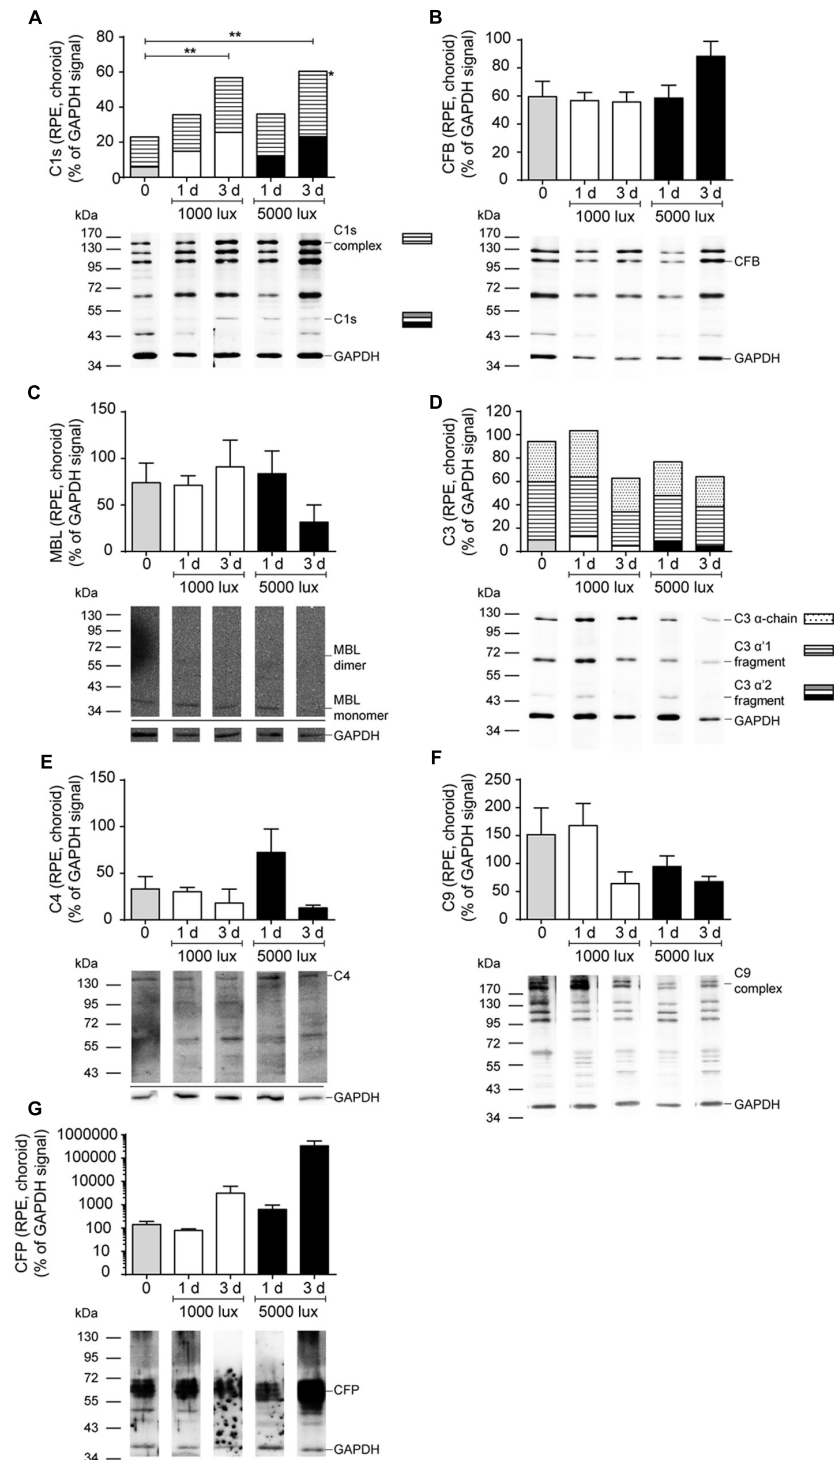 A
C1s (RPE, choroid)
(% of GAPDH signal)
80
60
40
20
0
**
**
*
0 1 d 3 d 1 d 3 d
1000 lux 5000 lux
kDa
170
130
95
72
55
43
34
C1s
complex
C1s
GAPDH
B
CFB (RPE, choroid)
(% of GAPDH signal)
100
80
60
40
20
0
0 1 d 3 d 1 d 3 d
1000 lux 5000 lux
kDa
170
130
95
72
55
43
34
CFB
GAPDH
C
MBL (RPE, choroid)
(% of GAPDH signal)
150
100
50
0
0 1 d 3 d 1 d 3 d
1000 lux 5000 lux
kDa
130
95
72
55
43
34
MBL
dimer
MBL
monomer
GAPDH
D
C3 (RPE, choroid)
(% of GAPDH signal)
120
100
80
60
40
20
0
0 1 d 3 d 1 d 3 d
1000 lux 5000 lux
kDa
130
95
72
55
43
34
C3 α-chain
C3 α'1
fragment
C3 α'2
fragment
GAPDH
E
C4 (RPE, choroid)
(% of GAPDH signal)
150
100
50
0
0 1 d 3 d 1 d 3 d
1000 lux 5000 lux
kDa
130
95
72
55
43
C4
GAPDH
F
C9 (RPE, choroid)
(% of GAPDH signal)
250
200
150
100
50
0
0 1 d 3 d 1 d 3 d
1000 lux 5000 lux
kDa
170
130
95
72
55
43
34
C9
complex
GAPDH
G
CFP (RPE, choroid)
(% of GAPDH signal)
1000000
100000
10000
1000
100
10
0
0 1 d 3 d 1 d 3 d
1000 lux 5000 lux
kDa
130
95
72
55
43
34
CFP
GAPDH